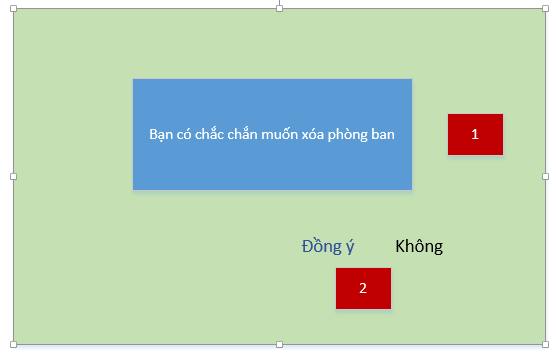 Bạn có chắc chắn muốn xóa phòng ban
1
Đồng ý
Không
2